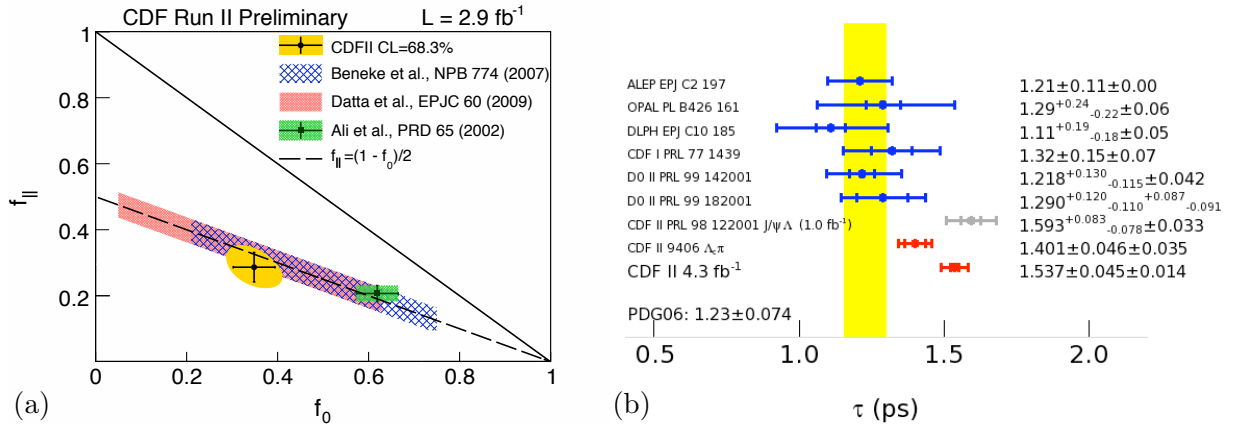 CDF Run II Preliminary L = 2.9 fb⁻¹
CDFII CL=68.3%
Beneke et al., NPB 774 (2007)
Datta et al., EPJC 60 (2009)
Ali et al., PRD 65 (2002)
f∥=(1 - f₀)/2
f∥
1
0.8
0.6
0.4
0.2
0 0.2 0.4 0.6 0.8 1
f₀
(a)
ALEP EPJ C2 197 1.21±0.11±0.00
OPAL PL B426 161 1.29+0.24-0.22±0.06
DLPH EPJ C10 185 1.11+0.19-0.18±0.05
CDF I PRL 77 1439 1.32±0.15±0.07
D0 II PRL 99 142001 1.218+0.130-0.115±0.042
D0 II PRL 99 182001 1.290+0.120-0.110+0.087-0.091
CDF II PRL 98 122001 J/ψ Λ (1.0 fb⁻¹) 1.593+0.083-0.078±0.033
CDF II 9406 Λcπ 1.401±0.046±0.035
CDF II 4.3 fb⁻¹ 1.537±0.045±0.014
PDG06: 1.23±0.074
0.5 1.0 1.5 2.0
τ (ps)
(b)